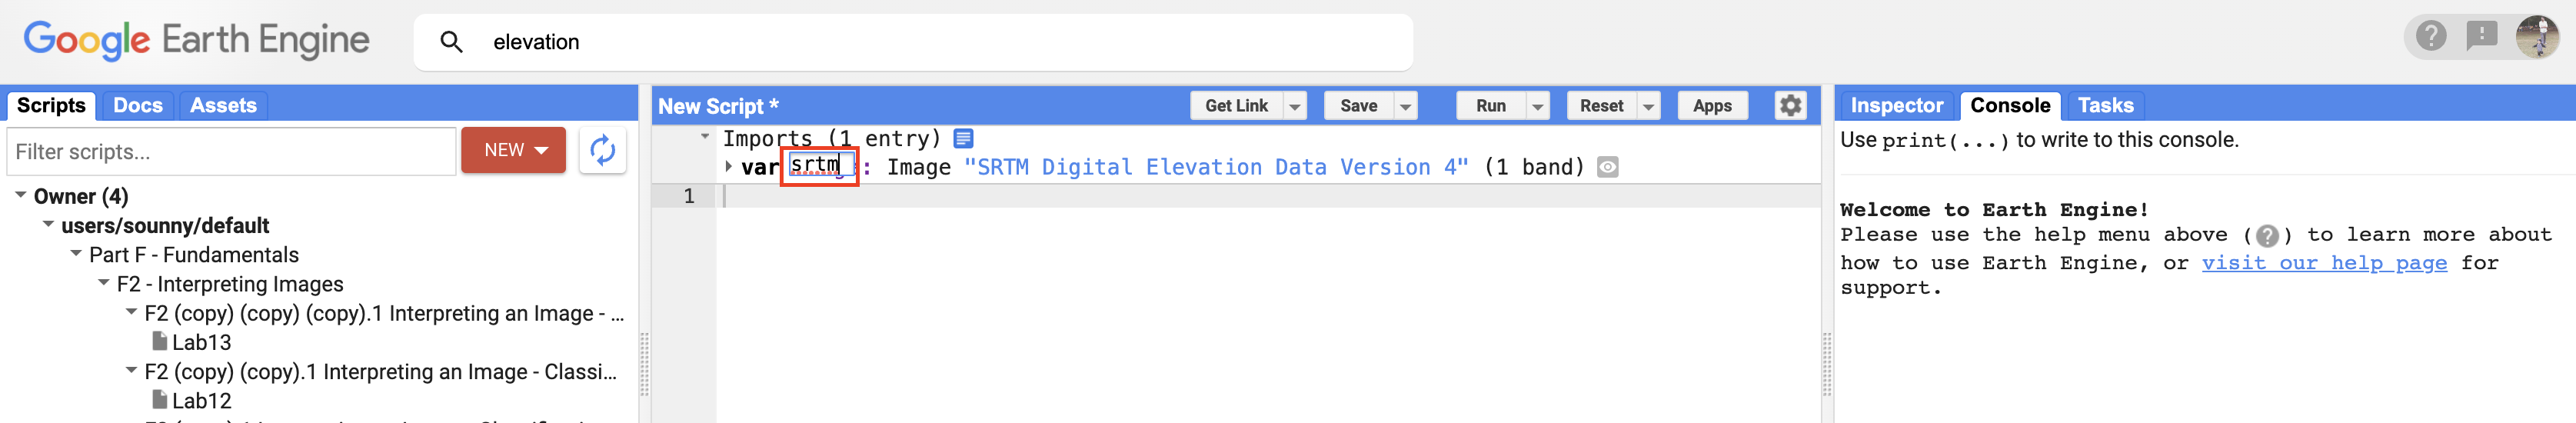 Google Earth Engine
elevation
Scripts Docs Assets
Filter scripts...
NEW
Owner (4)
users/sounny/default
Part F - Fundamentals
F2 - Interpreting Images
F2 (copy) (copy) (copy).1 Interpreting an Image - ...
Lab13
F2 (copy) (copy).1 Interpreting an Image - Classi...
Lab12
New Script *
Get Link Save Run Reset Apps
Imports (1 entry)
var srtm : Image "SRTM Digital Elevation Data Version 4" (1 band)
1
Inspector Console Tasks
Use print(...) to write to this console.
Welcome to Earth Engine!
Please use the help menu above (?) to learn more about
how to use Earth Engine, or visit our help page for
support.